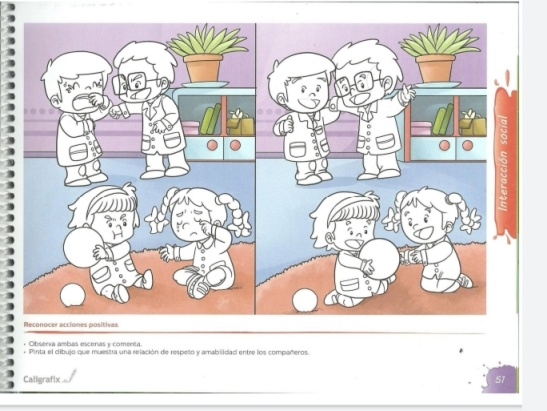 Interacción social
Reconocer acciones positivas
• Observa ambas escenas y comenta.
• Pinta el dibujo que muestra una relación de respeto y amabilidad entre los compañeros.
Caligrafix
57